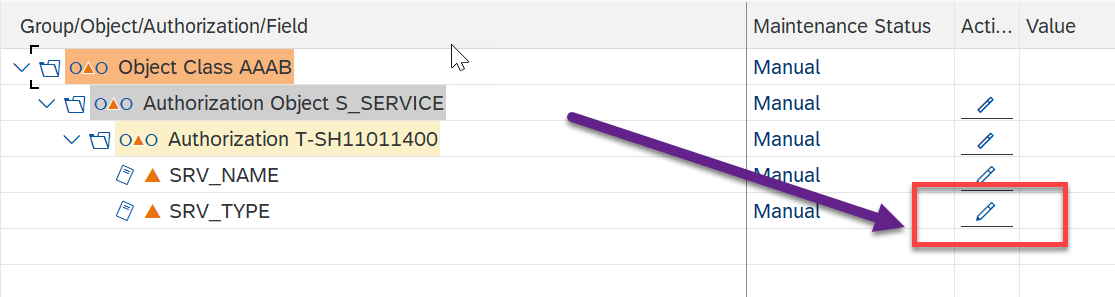 Group/Object/Authorization/Field Maintenance Status Acti... Value
Object Class AAAB Manual
Authorization Object S_SERVICE Manual
Authorization T-SH11011400 Manual
SRV_NAME Manual
SRV_TYPE Manual